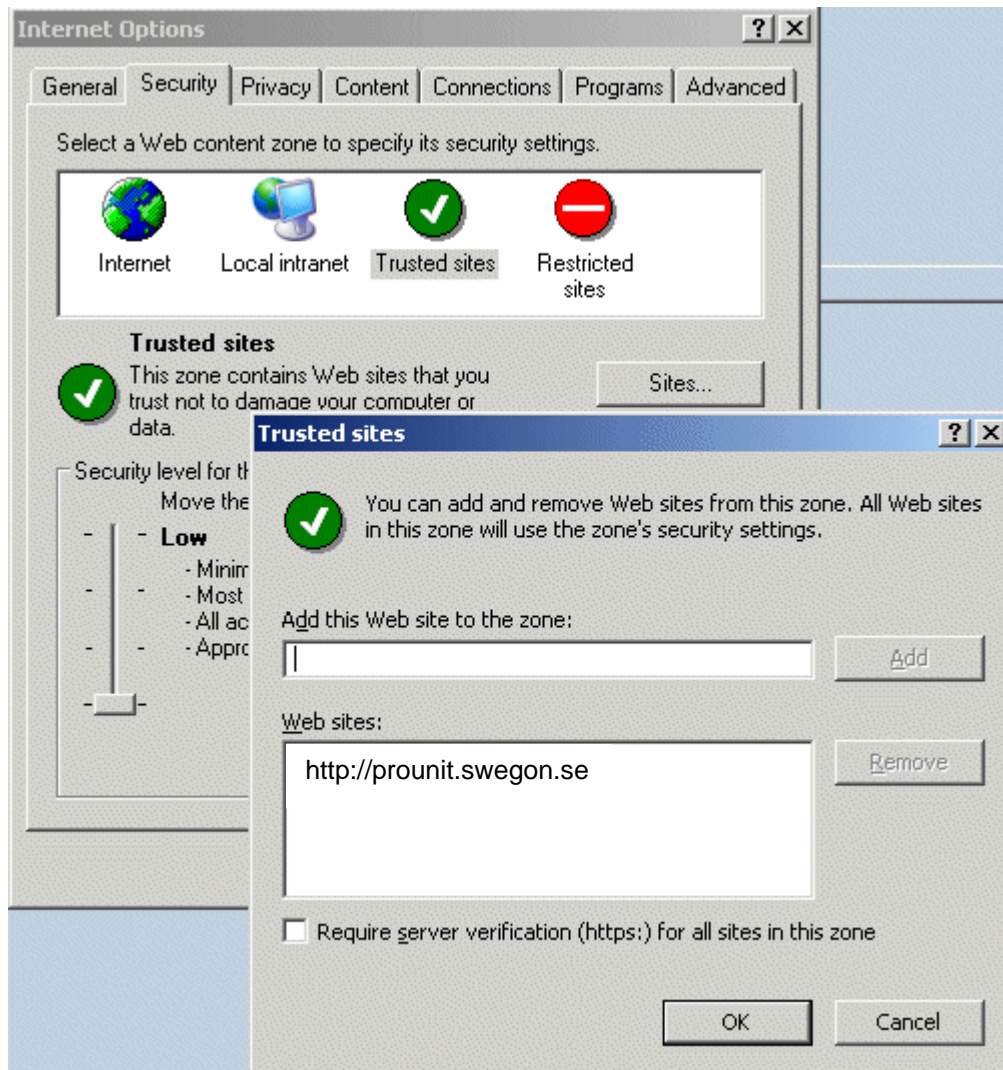 Internet Options
General Security Privacy Content Connections Programs Advanced
Select a Web content zone to specify its security settings.
Internet Local intranet Trusted sites Restricted
sites
Trusted sites
This zone contains Web sites that you
trust not to damage your computer or
data.
Sites...
Security level for
Move the
Low
- Minim
- Most
- All ac
- Appro
Trusted sites
You can add and remove Web sites from this zone. All Web sites
in this zone will use the zone's security settings.
Add this Web site to the zone:
Add
Web sites:
http://prounit.swegon.se
Remove
Require server verification (https:) for all sites in this zone
OK Cancel